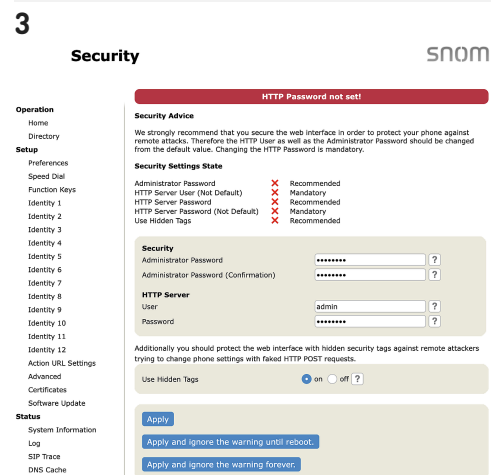 3
Security
snom
HTTP Password not set!
Operation
Home
Directory
Setup
Preferences
Speed Dial
Function Keys
Identity 1
Identity 2
Identity 3
Identity 4
Identity 5
Identity 6
Identity 7
Identity 8
Identity 9
Identity 10
Identity 11
Identity 12
Action URL Settings
Advanced
Certificates
Software Update
Status
System Information
Log
SIP Trace
DNS Cache
Security Advice
We strongly recommend that you secure the web interface in order to protect your phone against
remote attacks. Therefore the HTTP User as well as the Administrator Password should be changed
from the default value. Changing the HTTP Password is mandatory.
Security Settings State
Administrator Password ✕ Recommended
HTTP Server User (Not Default) ✕ Mandatory
HTTP Server Password ✕ Recommended
HTTP Server Password (Not Default) ✕ Mandatory
Use Hidden Tags ✕ Recommended
Security
Administrator Password •••••••• ?
Administrator Password (Confirmation) •••••••• ?
HTTP Server
User admin ?
Password •••••••• ?
Additionally you should protect the web interface with hidden security tags against remote attackers
trying to change phone settings with faked HTTP POST requests.
Use Hidden Tags on off ?
Apply
Apply and ignore the warning until reboot.
Apply and ignore the warning forever.